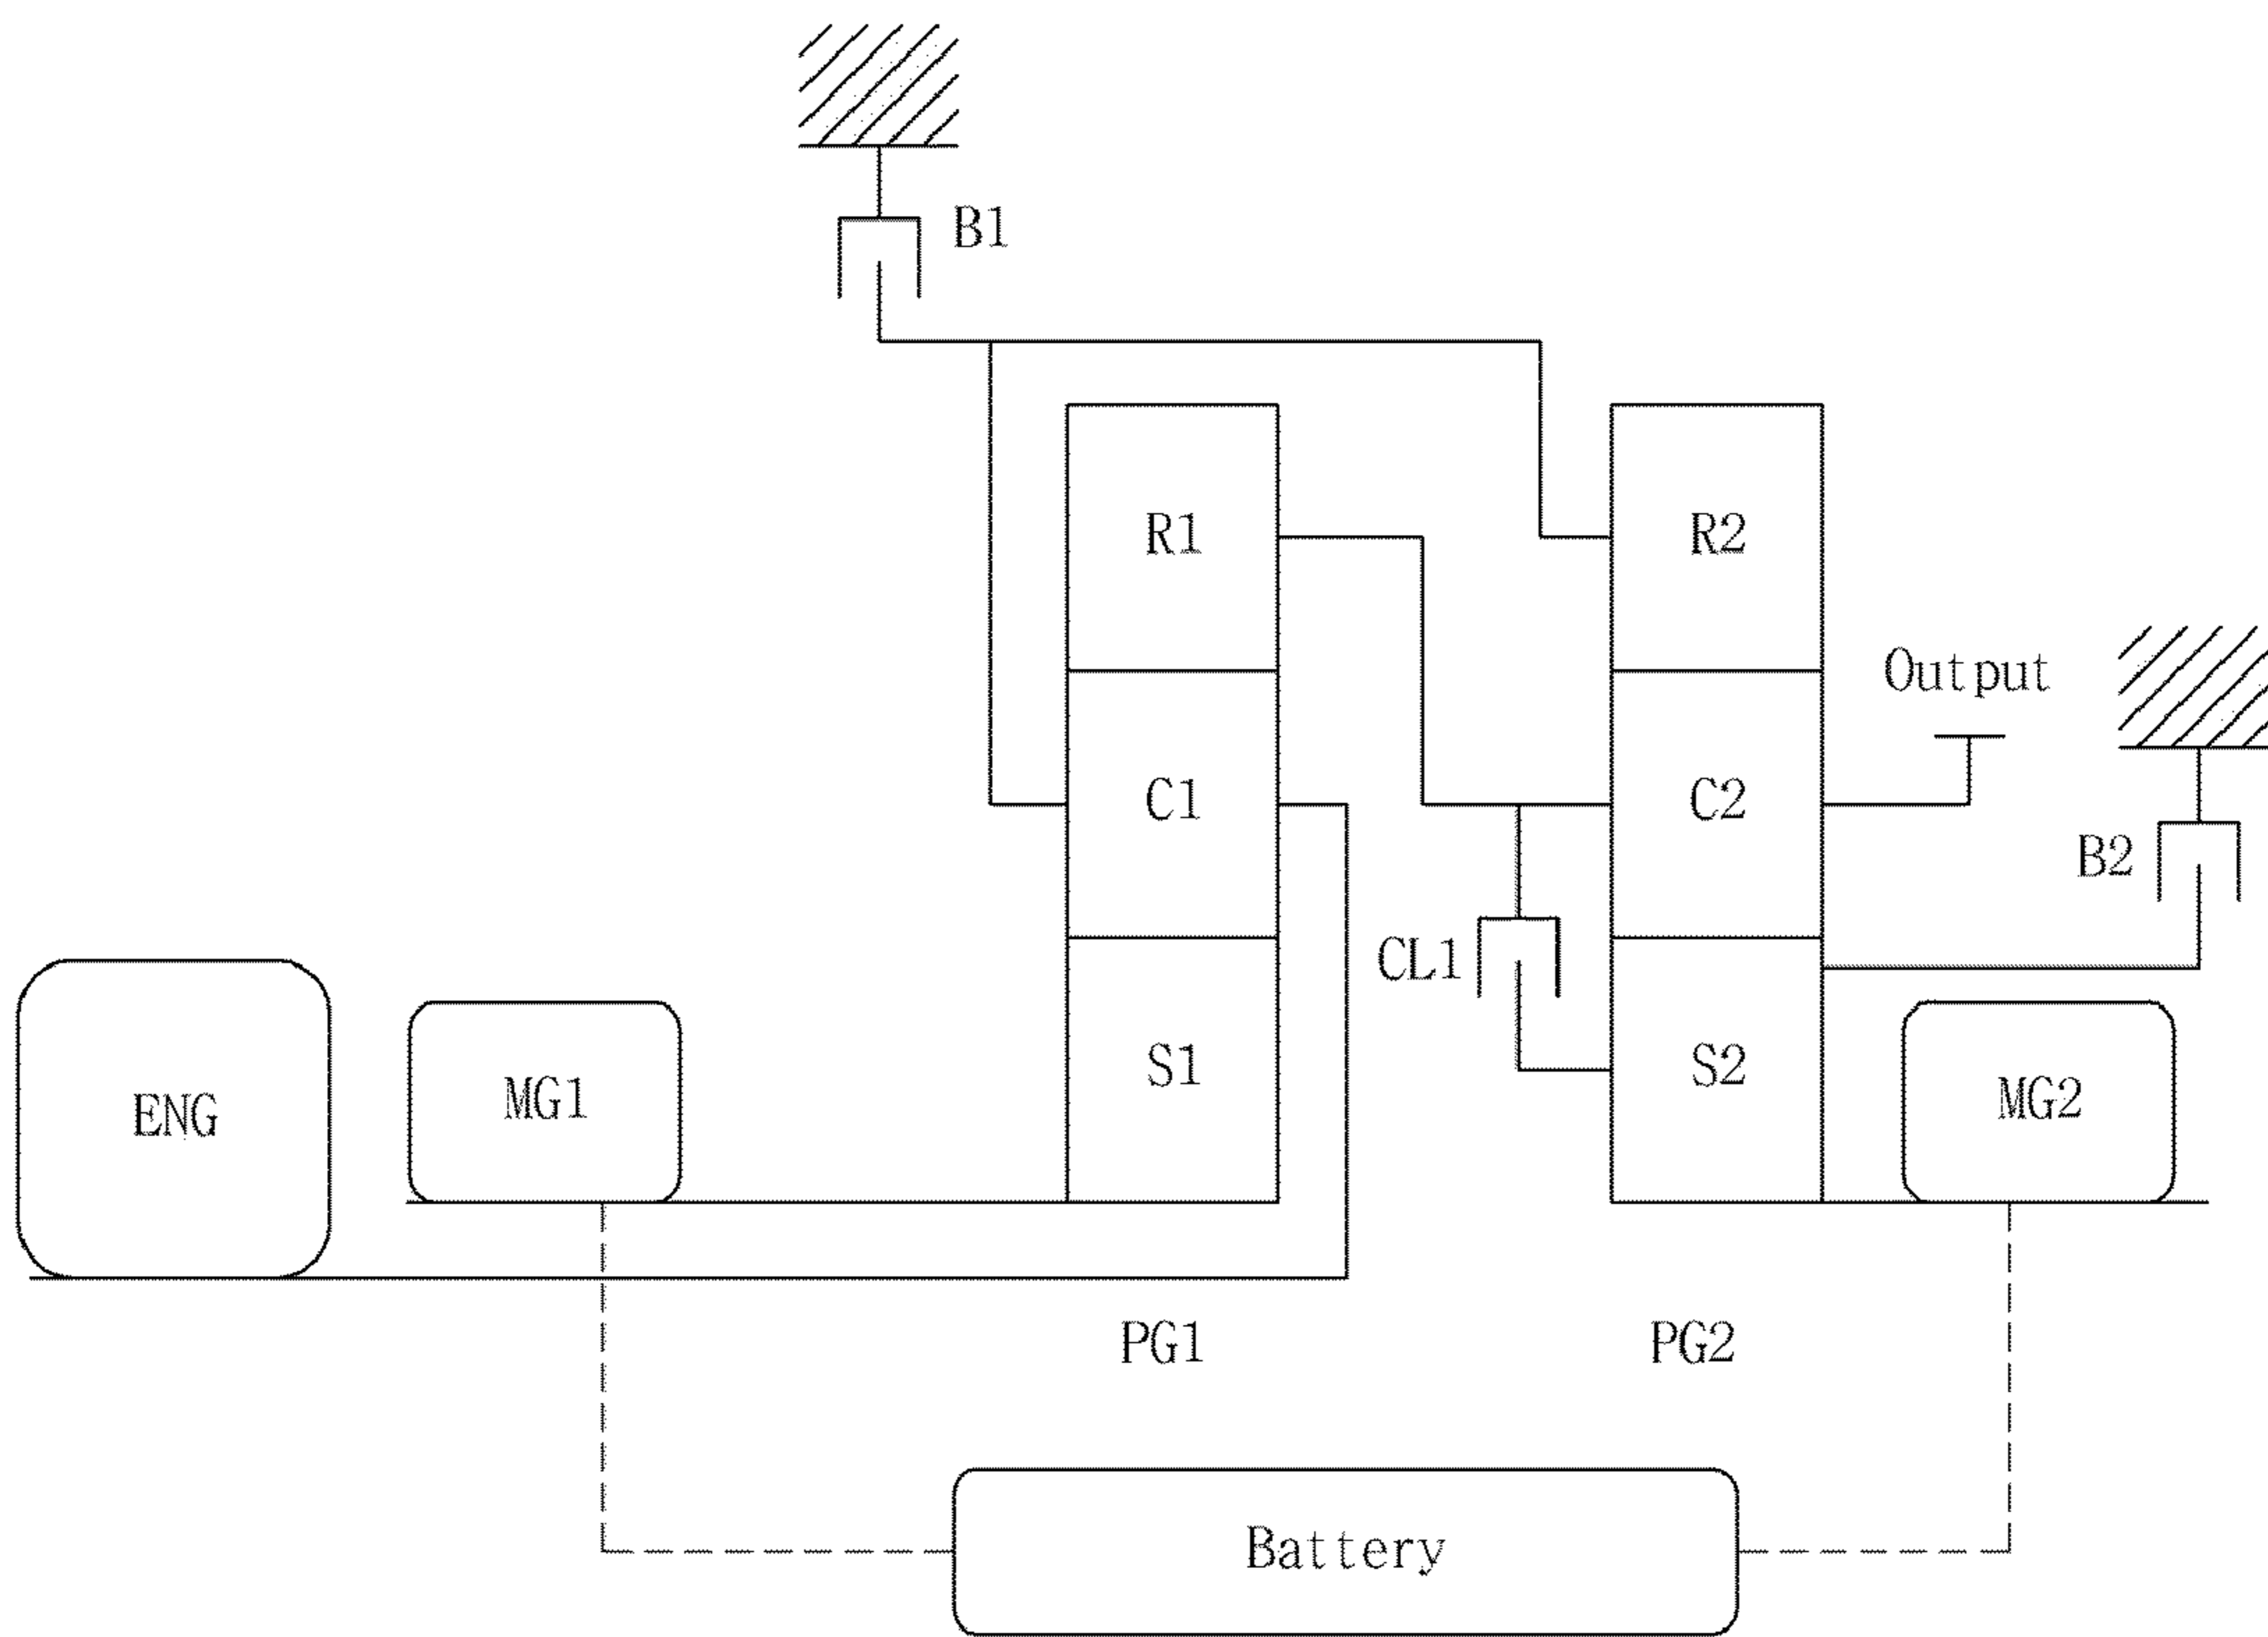 B1
R1
R2
Output
C1
C2
B2
CL1
S1
S2
ENG
MG1
MG2
PG1
PG2
Battery